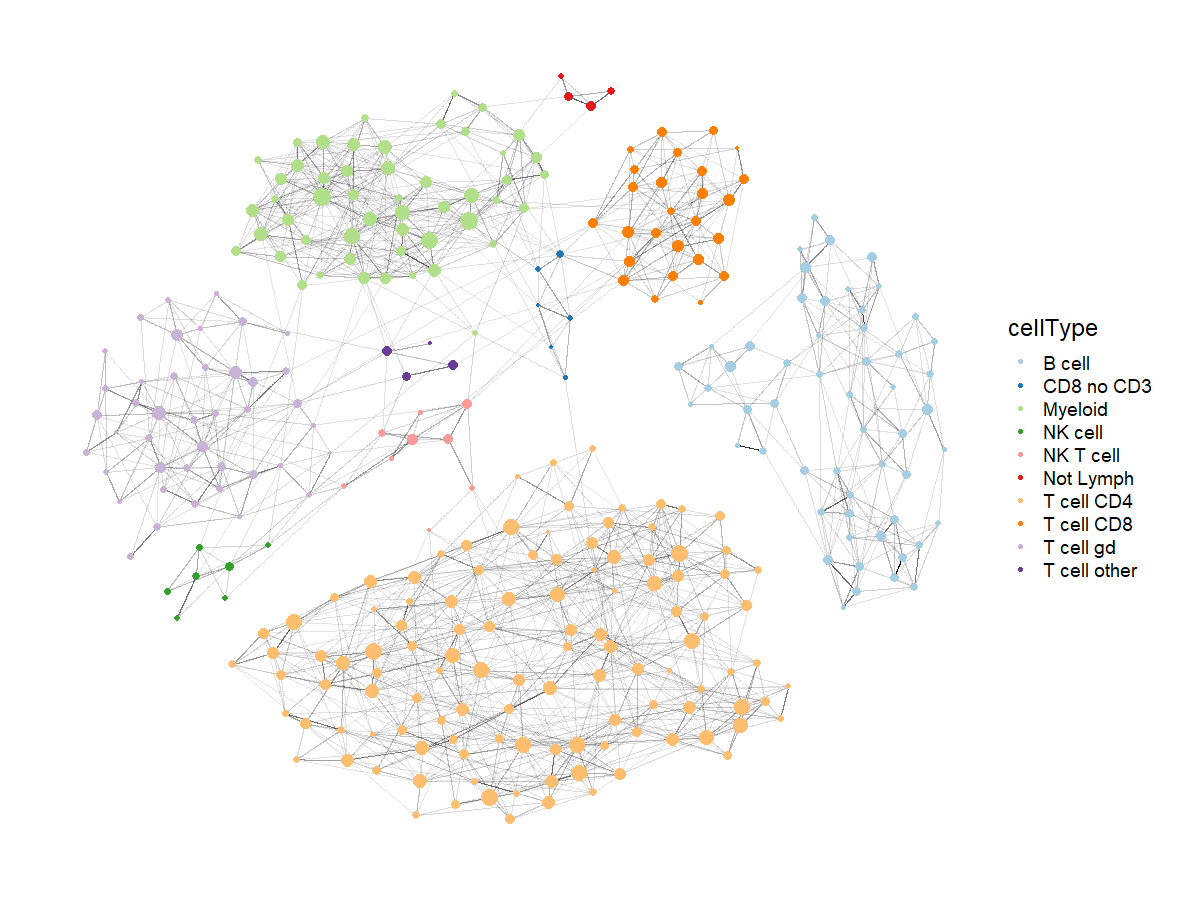 cellType
B cell
CD8 no CD3
Myeloid
NK cell
NK T cell
Not Lymph
T cell CD4
T cell CD8
T cell gd
T cell other